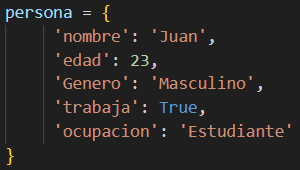 persona = {
'nombre': 'Juan',
'edad': 23,
'Genero': 'Masculino',
'trabaja': True,
'ocupacion': 'Estudiante'
}